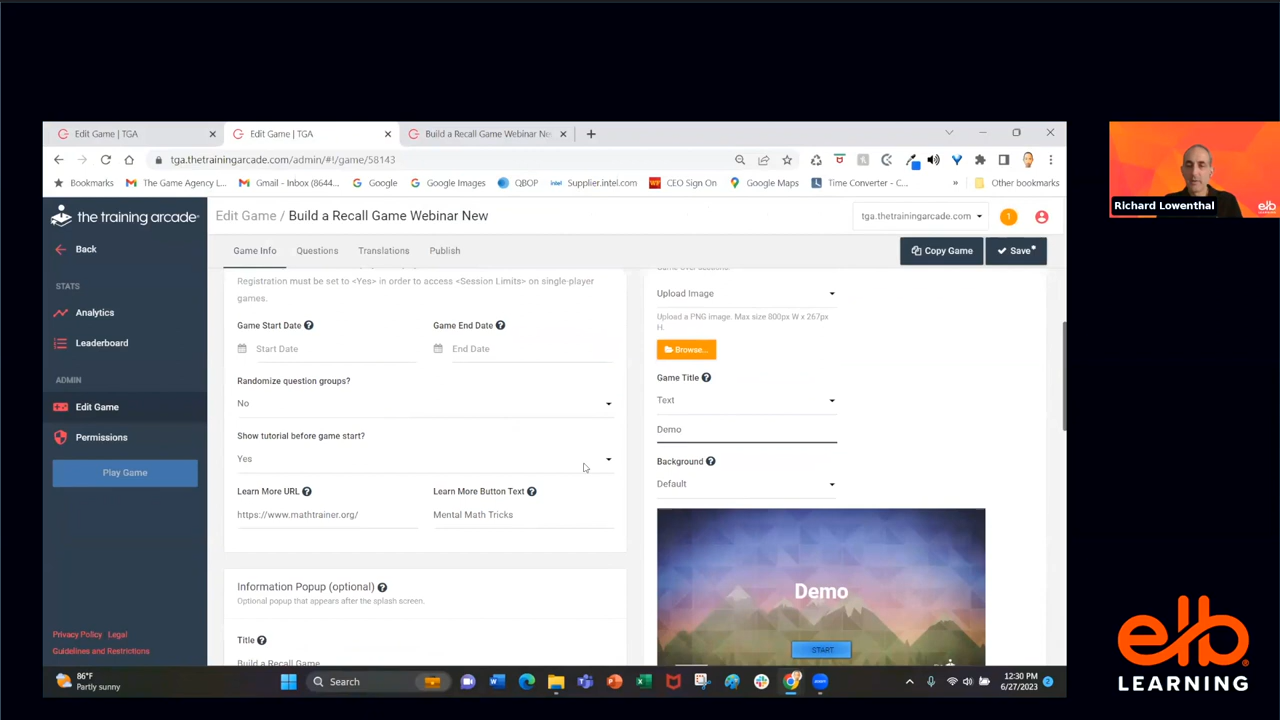 Edit Game | TGA
Edit Game | TGA
Build a Recall Game Webinar Ne
tga.thetrainingarcade.com/admin/#!/game/58143
Bookmarks
The Game Agency L...
Gmail - Inbox (8644...
Google
Google Images
QBOP
intel Supplier.intel.com
CEO Sign On
Google Maps
Time Converter - C...
»
Other bookmarks
the training arcade
Edit Game / Build a Recall Game Webinar New
tga.thetrainingarcade.com
1
Back
Game Info
Questions
Translations
Publish
Copy Game
Save*
STATS
Analytics
Leaderboard
ADMIN
Edit Game
Permissions
Play Game
Privacy Policy Legal
Guidelines and Restrictions
Registration must be set to <Yes> in order to access <Session Limits> on single-player
games.
Game Start Date
Game End Date
Start Date
End Date
Randomize question groups?
No
Show tutorial before game start?
Yes
Learn More URL
Learn More Button Text
https://www.mathtrainer.org/
Mental Math Tricks
Information Popup (optional)
Optional popup that appears after the splash screen.
Title
Build a Recall Game
Upload Image
Upload a PNG image. Max size 800px W x 267px
H.
Browse...
Game Title
Text
Demo
Background
Default
Demo
START
86°F
Partly sunny
Search
12:30 PM
6/27/2023
2
Richard Lowenthal
elb
elb
LEARNING